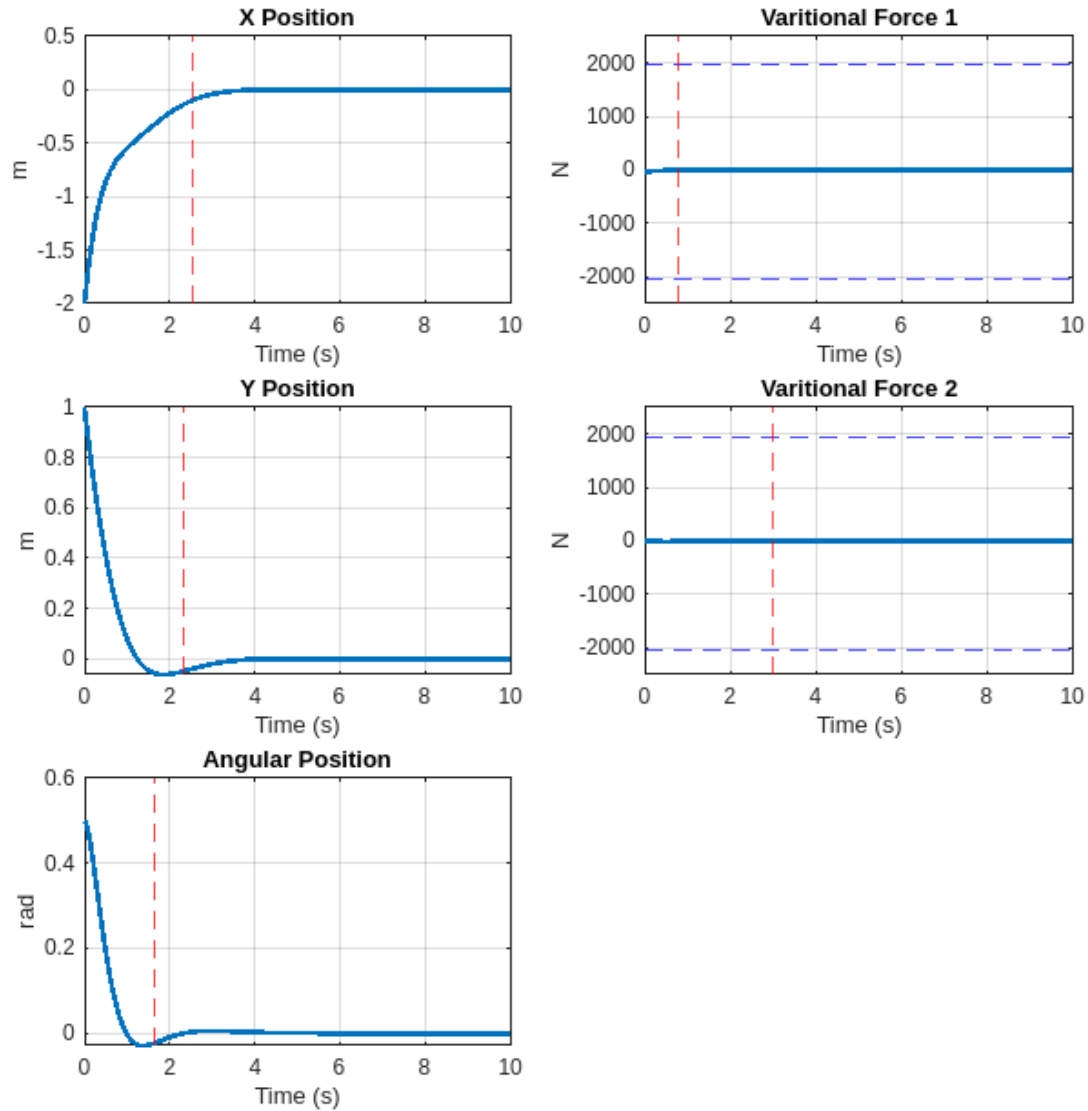 X Position
0.5
0
-0.5
-1
-1.5
-2
m
0 2 4 6 8 10
Time (s)
Varitional Force 1
2000
1000
0
-1000
-2000
N
0 2 4 6 8 10
Time (s)
Y Position
1
0.8
0.6
0.4
0.2
0
m
0 2 4 6 8 10
Time (s)
Varitional Force 2
2000
1000
0
-1000
-2000
N
0 2 4 6 8 10
Time (s)
Angular Position
0.6
0.4
0.2
0
rad
0 2 4 6 8 10
Time (s)